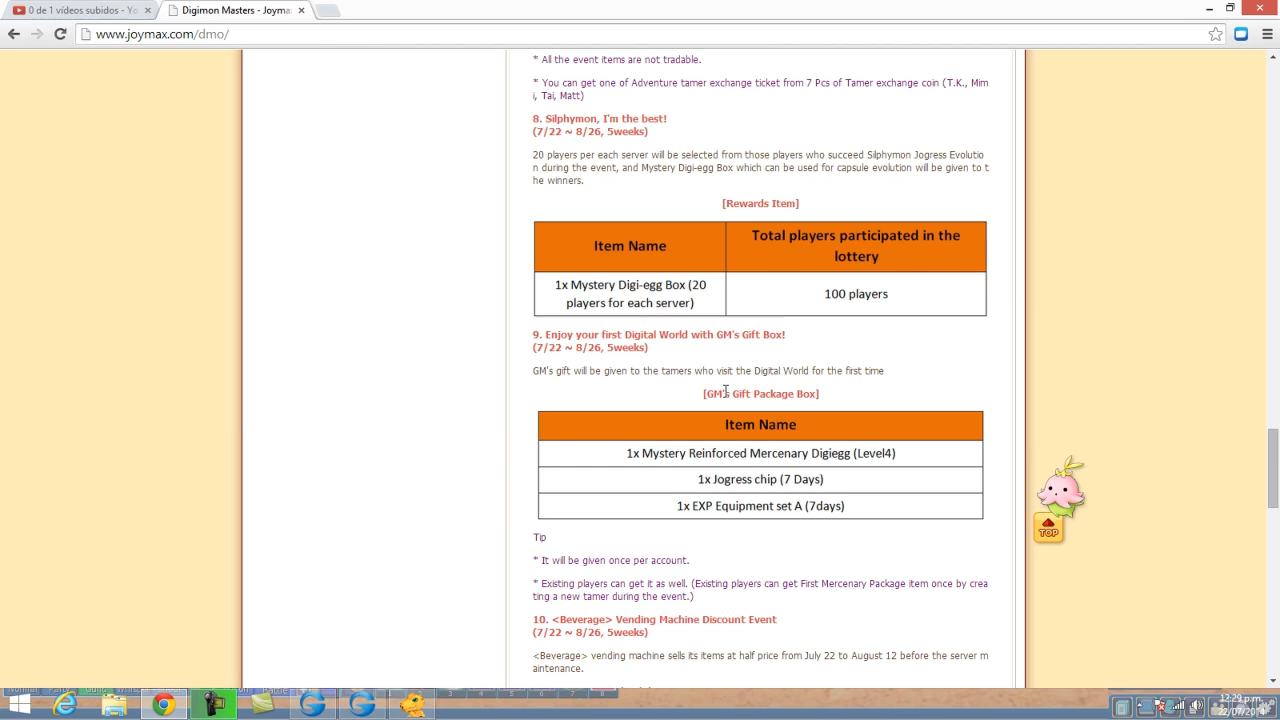 0 de 1 vídeos subidos - Yo
Digimon Masters - Joymax
www.joymax.com/dmo/
* All the event items are not tradable.
* You can get one of Adventure tamer exchange ticket from 7 Pcs of Tamer exchange coin (T.K., Mim
i, Tai, Matt)
8. Silphymon, I'm the best!
(7/22 ~ 8/26, 5weeks)
20 players per each server will be selected from those players who succeed Silphymon Jogress Evolutio
n during the event, and Mystery Digi-egg Box which can be used for capsule evolution will be given to t
he winners.
[Rewards Item]
Item Name
Total players participated in the
lottery
1x Mystery Digi-egg Box (20
players for each server)
100 players
9. Enjoy your first Digital World with GM's Gift Box!
(7/22 ~ 8/26, 5weeks)
GM's gift will be given to the tamers who visit the Digital World for the first time
[GM's Gift Package Box]
Item Name
1x Mystery Reinforced Mercenary Digiegg (Level4)
1x Jogress chip (7 Days)
1x EXP Equipment set A (7days)
TOP
Tip
* It will be given once per account.
* Existing players can get it as well. (Existing players can get First Mercenary Package item once by crea
ting a new tamer during the event.)
10. <Beverage> Vending Machine Discount Event
(7/22 ~ 8/26, 5weeks)
<Beverage> vending machine sells its items at half price from July 22 to August 12 before the server m
aintenance.
12:29 p.m.
22/07/2014